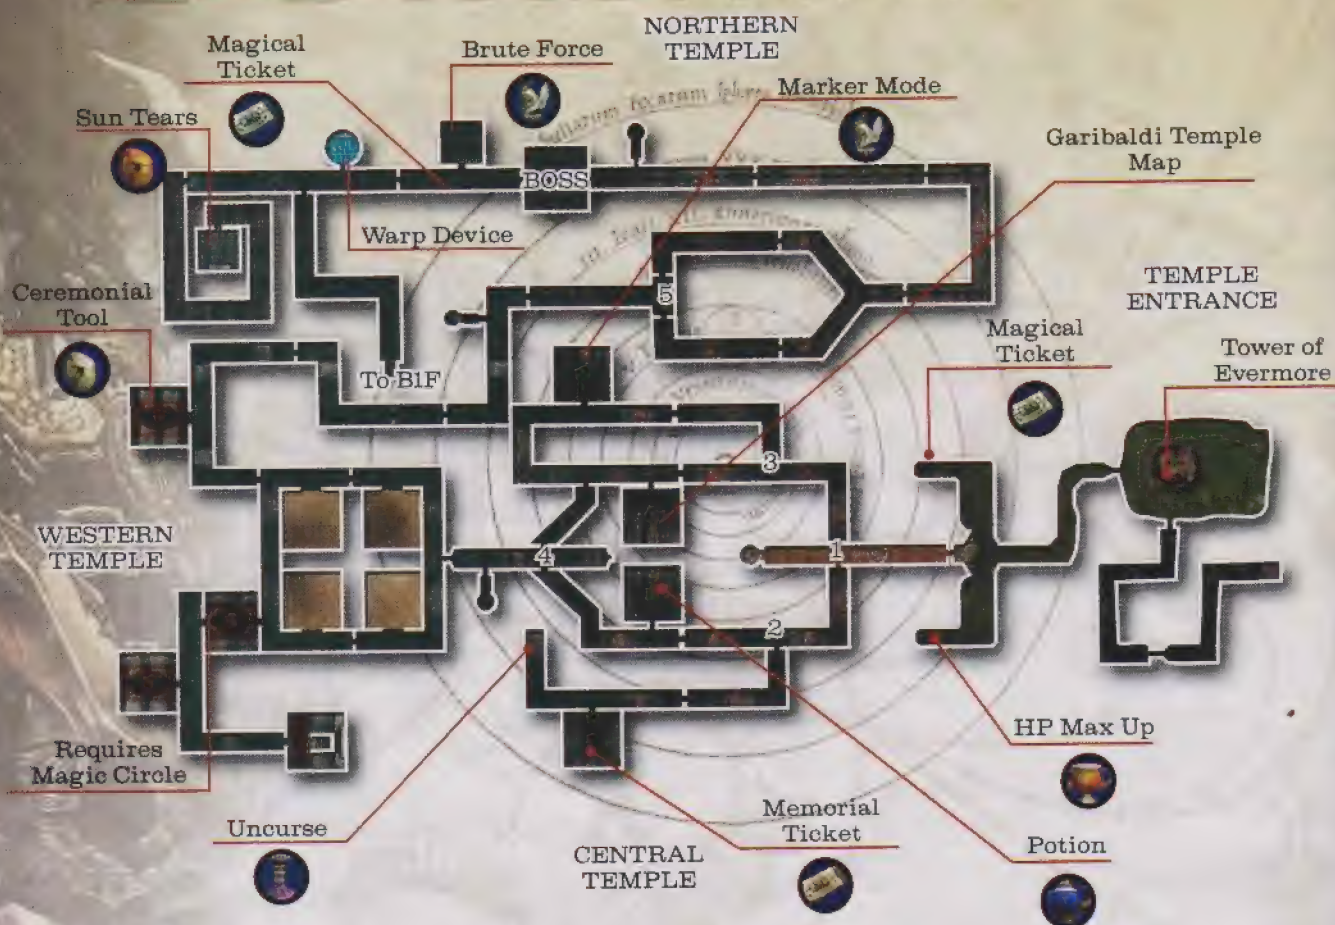 NORTHERN
TEMPLE
Magical
Ticket
Brute Force
Marker Mode
Sun Tears
Garibaldi Temple
Map
BOSS
Warp Device
TEMPLE
ENTRANCE
Ceremonial
Tool
5
Magical
Ticket
Tower of
Evermore
To B1F
3
WESTERN
TEMPLE
4
1
2
Requires
Magic Circle
HP Max Up
Uncurse
Memorial
Ticket
CENTRAL
TEMPLE
Potion